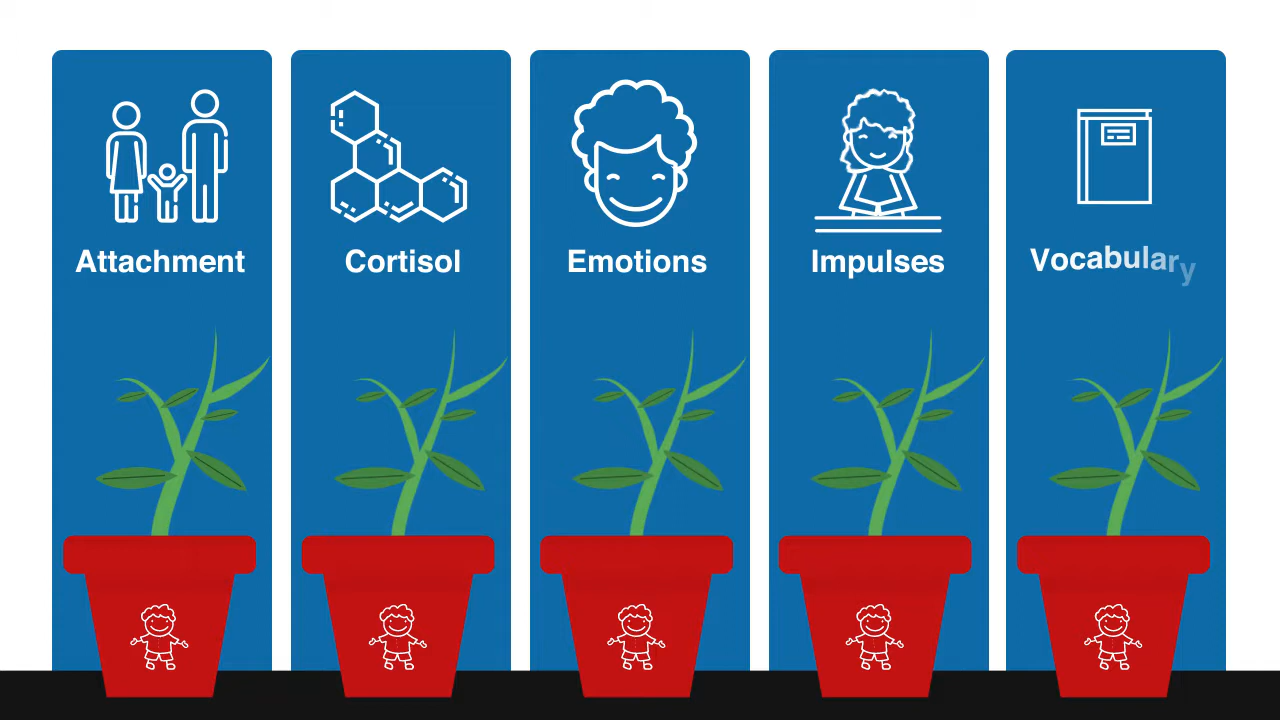 Attachment
Cortisol
Emotions
Impulses
Vocabulary